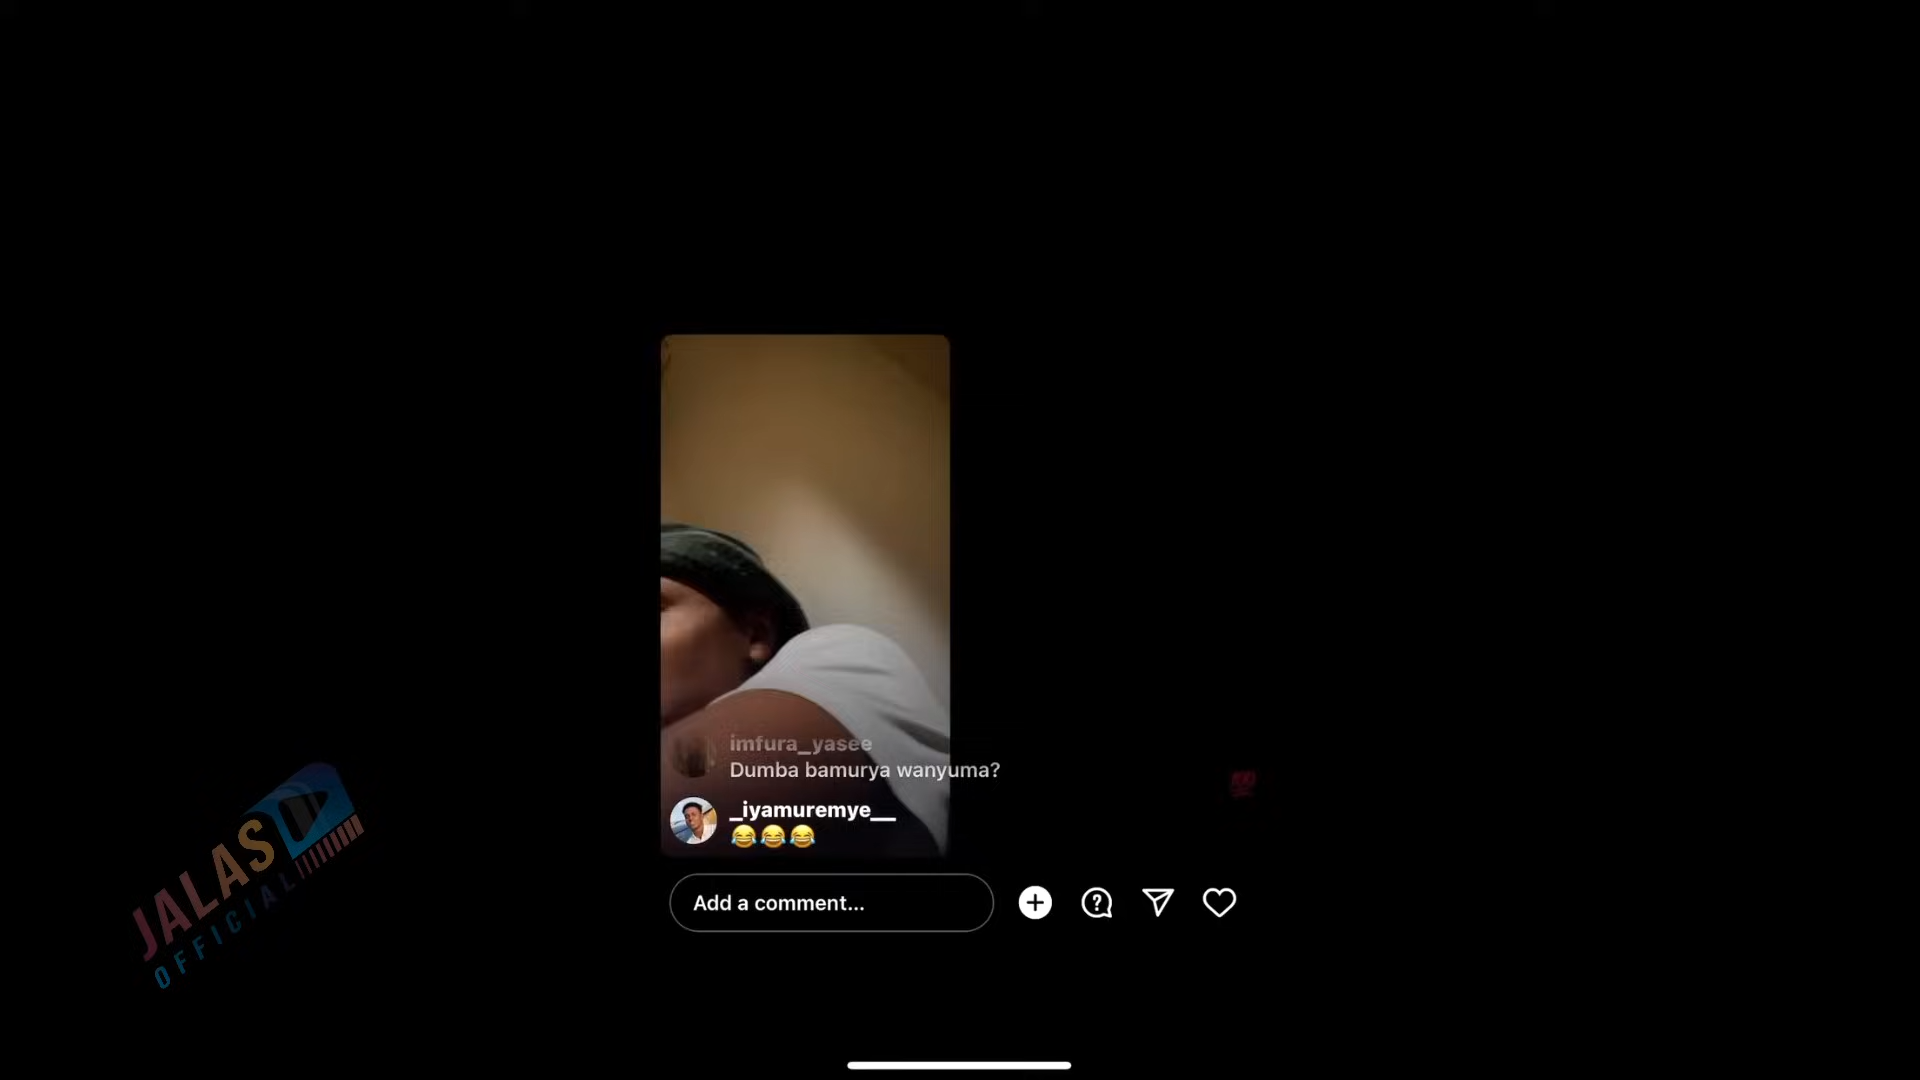 imfura_yasee
Dumba bamurya wanyuma?
_iyamuremye__
😂😂😂
Add a comment...
JALAS
OFFICIAL
💯